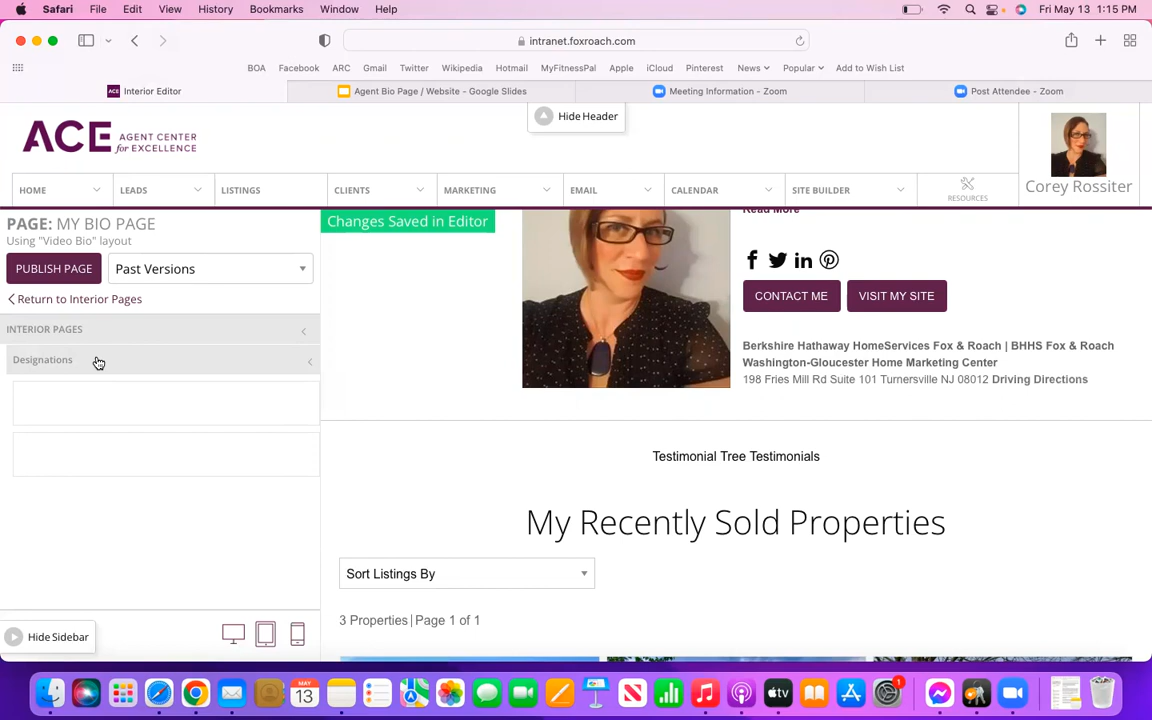 Safari File Edit View History Bookmarks Window Help Fri May 13 1:15 PM
intranet.foxroach.com
BOA Facebook ARC Gmail Twitter Wikipedia Hotmail MyFitnessPal Apple iCloud Pinterest News Popular Add to Wish List
ACE Interior Editor Agent Bio Page / Website - Google Slides Meeting Information - Zoom Post Attendee - Zoom
Hide Header
ACE AGENT CENTER
for EXCELLENCE
Corey Rossiter
HOME LEADS LISTINGS CLIENTS MARKETING EMAIL CALENDAR SITE BUILDER RESOURCES
PAGE: MY BIO PAGE
Using "Video Bio" layout
PUBLISH PAGE Past Versions
Return to Interior Pages
INTERIOR PAGES
Designations
Hide Sidebar
Changes Saved in Editor
Read More
CONTACT ME VISIT MY SITE
Berkshire Hathaway HomeServices Fox & Roach | BHHS Fox & Roach
Washington-Gloucester Home Marketing Center
198 Fries Mill Rd Suite 101 Turnersville NJ 08012 Driving Directions
Testimonial Tree Testimonials
My Recently Sold Properties
Sort Listings By
3 Properties | Page 1 of 1
MAY
13
1